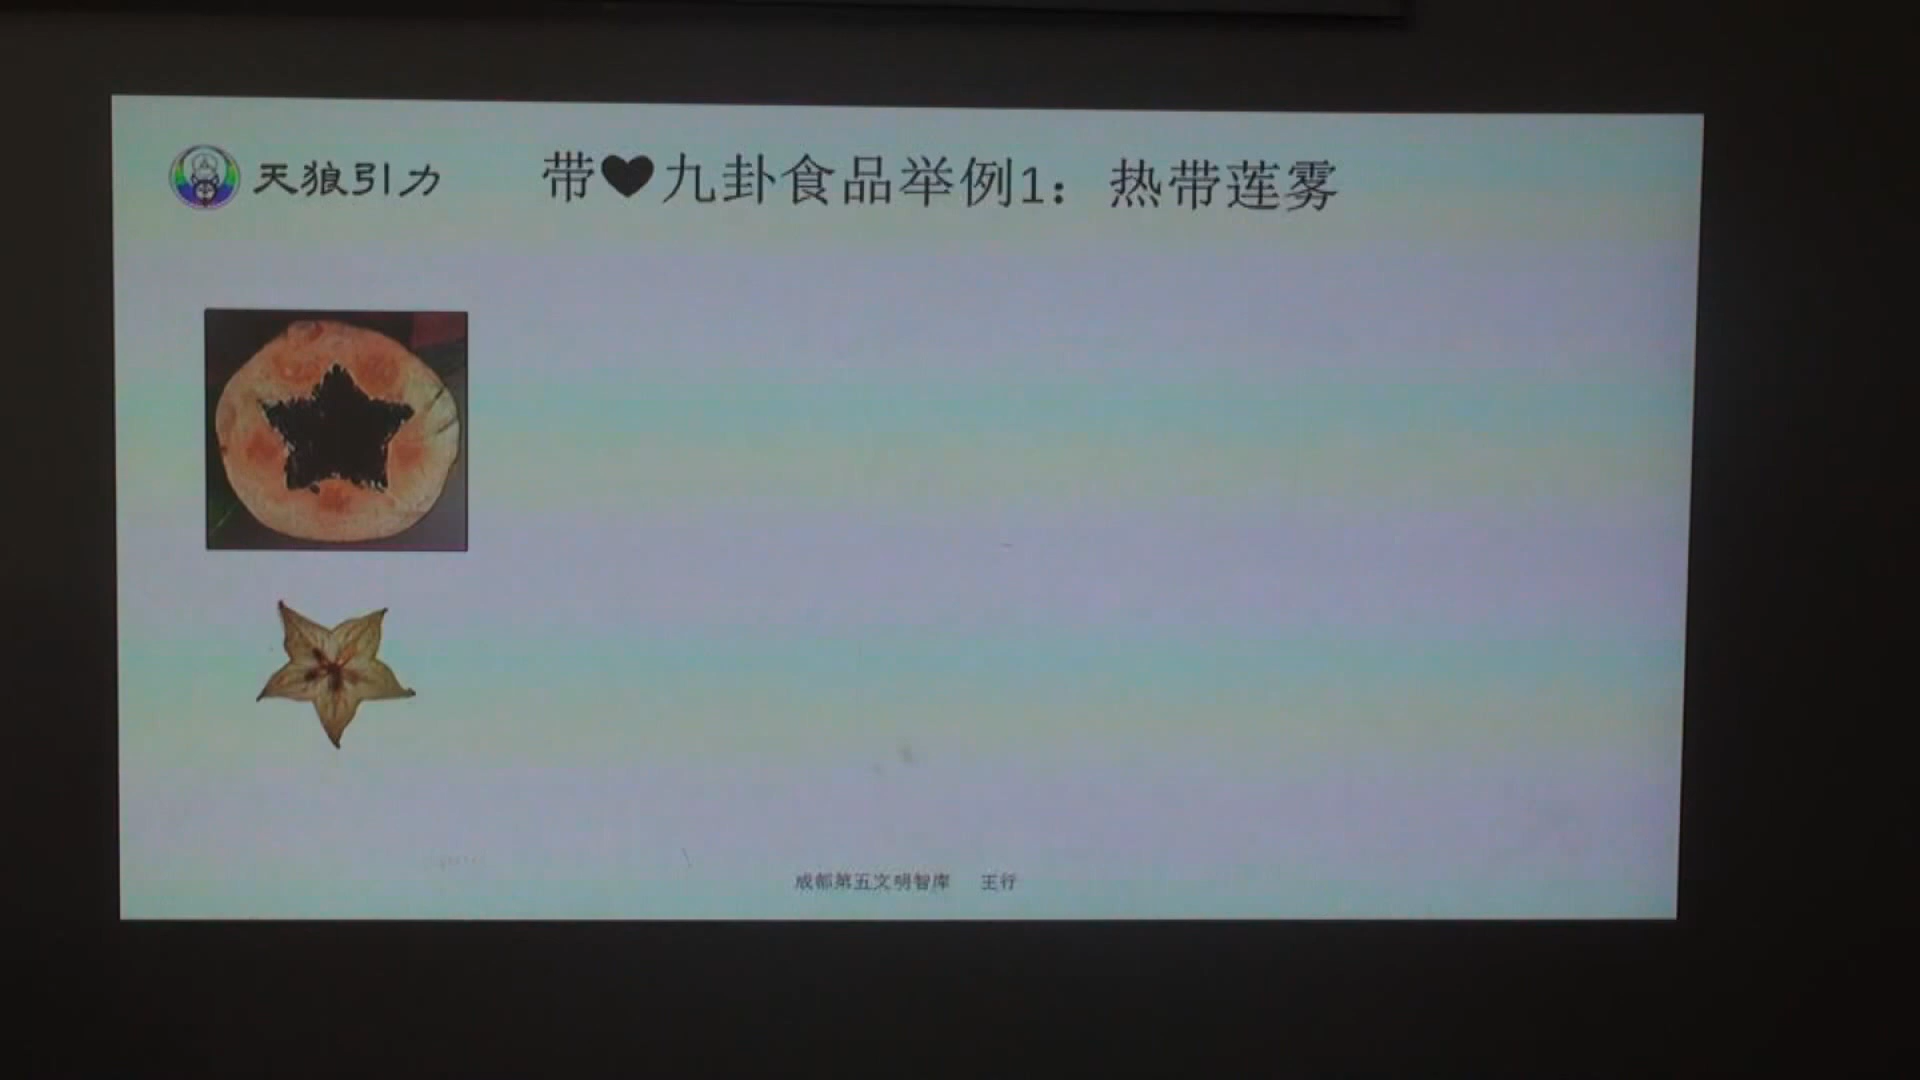 天狼引力
带♥九卦食品举例1：热带莲雾
成都第五文明智库 王行